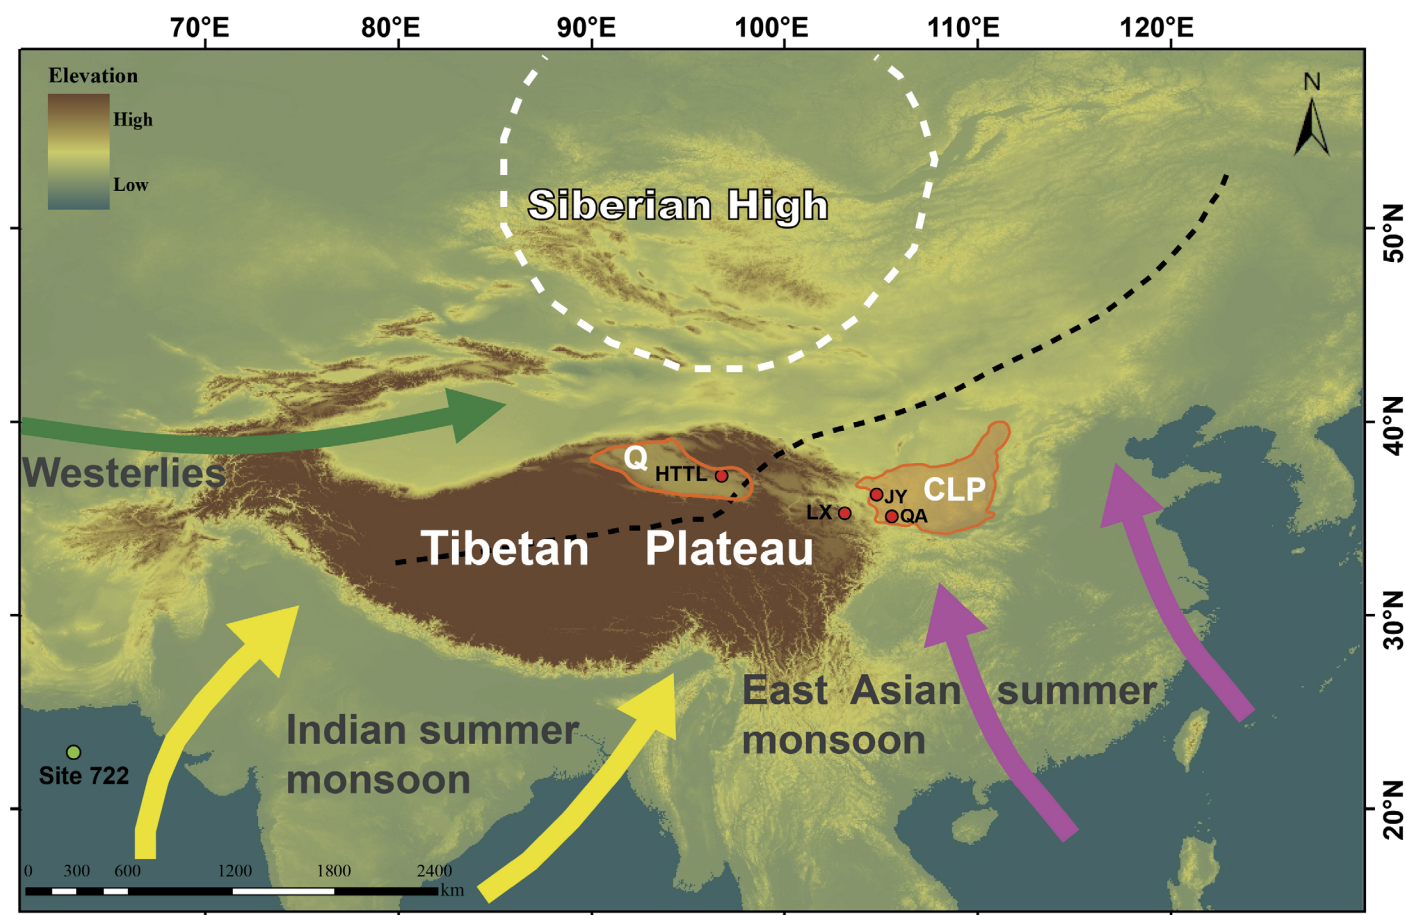 70°E 80°E 90°E 100°E 110°E 120°E
Elevation
High
Low
N
Siberian High
50°N
40°N
Westerlies
Q
HTTL
CLP
JY
LX
QA
Tibetan Plateau
30°N
East Asian summer
monsoon
Indian summer
monsoon
Site 722
20°N
0 300 600 1200 1800 2400
km